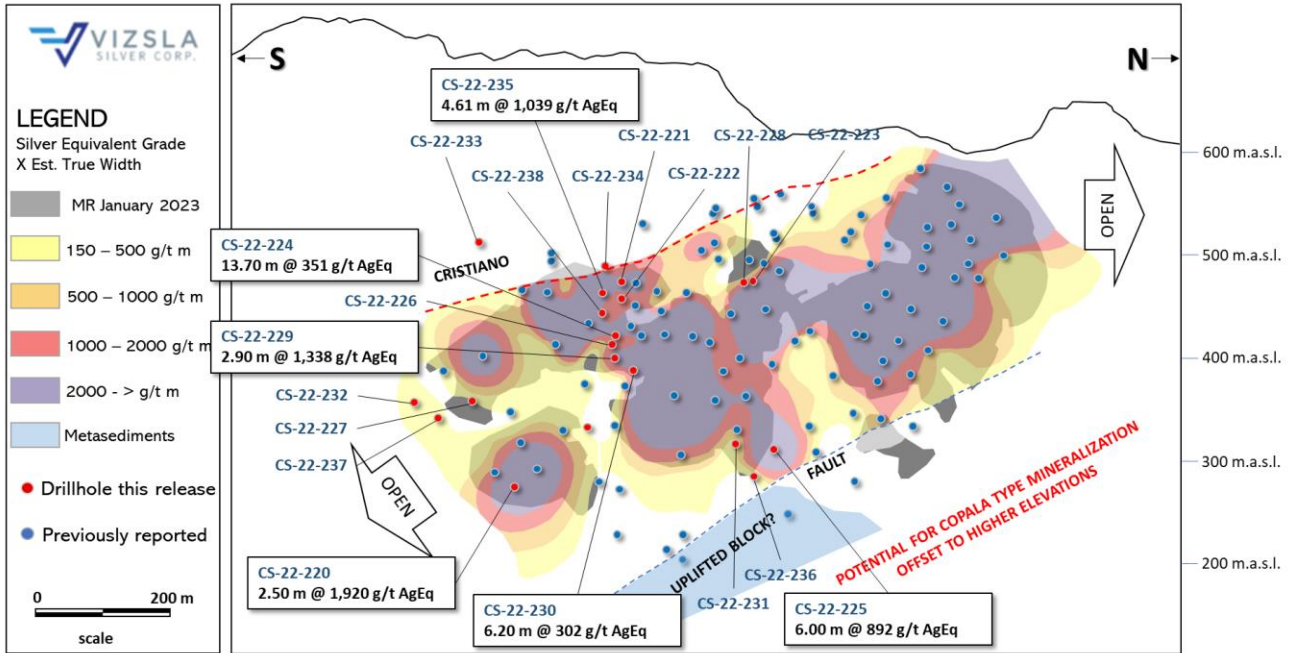 VIZSLA
SILVER CORP.
LEGEND
Silver Equivalent Grade
X Est. True Width
MR January 2023
150 – 500 g/t m
500 – 1000 g/t m
1000 – 2000 g/t m
2000 - > g/t m
Metasediments
Drillhole this release
Previously reported
0 200 m
scale
S
N
CS-22-235
4.61 m @ 1,039 g/t AgEq
CS-22-233
CS-22-221
CS-22-228
CS-22-223
CS-22-238
CS-22-234
CS-22-222
600 m.a.s.l.
OPEN
CS-22-224
13.70 m @ 351 g/t AgEq
CRISTIANO
500 m.a.s.l.
CS-22-226
CS-22-229
2.90 m @ 1,338 g/t AgEq
400 m.a.s.l.
CS-22-232
CS-22-227
CS-22-237
OPEN
FAULT
300 m.a.s.l.
POTENTIAL FOR COPALA TYPE MINERALIZATION
OFFSET TO HIGHER ELEVATIONS
UPLIFTED BLOCK?
200 m.a.s.l.
CS-22-220
2.50 m @ 1,920 g/t AgEq
CS-22-236
CS-22-231
CS-22-230
6.20 m @ 302 g/t AgEq
CS-22-225
6.00 m @ 892 g/t AgEq